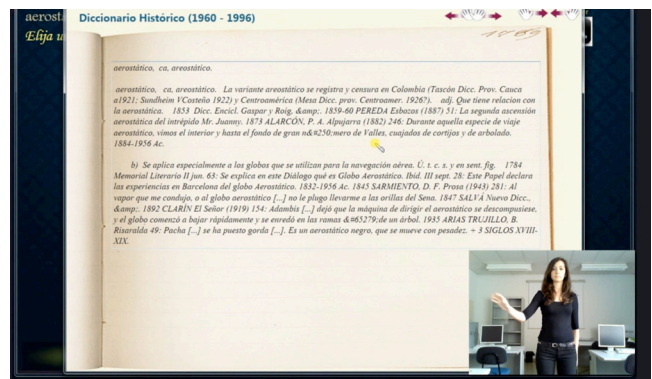 aerost
Elija u
Diccionario Histórico (1960 - 1996)
aerostático, ca, areostático.
aerostático, ca, areostático. La variante areostático se registra y censura en Colombia (Tascón Dicc. Prov. Cauca
a1921; Sundheim VCosteño 1922) y Centroamérica (Mesa Dicc. prov. Centroamer. 1926?). adj. Que tiene relacion con
la aerostática. 1853 Dicc. Encicl. Gaspar y Roig, &amp;. 1859-60 PEREDA Esbozos (1887) 51: La segunda ascensión
aerostática del intrépido Mr. Juanny. 1873 ALARCÓN, P. A. Alpujarra (1882) 246: Durante aquella especie de viaje
aerostático, vimos el interior y hasta el fondo de gran n&#250;mero de Valles, cuajados de cortijos y de arbolado.
1884-1956 Ac.
b) Se aplica especialmente a los globos que se utilizan para la navegación aérea. Ú. t. c. s. y en sent. fig. 1784
Memorial Literario II jun. 63: Se explica en este Diálogo qué es Globo Aerostático. Ibid. III sept. 28: Este Papel declara
las experiencias en Barcelona del globo Aerostático. 1832-1956 Ac. 1845 SARMIENTO, D. F. Prosa (1943) 281: Al
vapor que me condujo, a al globo aerostático [...] no le plugo llevarme a las orillas del Sena. 1847 SALVÁ Nuevo Dicc.,
&amp;. 1892 CLARÍN El Señor (1919) 154: Adambis [...] dejó que la máquina de dirigir el aerostático se descompusiese,
y el globo comenzó a bajar rápidamente y se enredó en las ramas &#65279;de un árbol. 1935 ARIAS TRUJILLO, B.
Risaralda 49: Pacha [...] se ha puesto gorda [...]. Es un aerostático negro, que se mueve con pesadez. + 3 SIGLOS XVIII-
XIX.